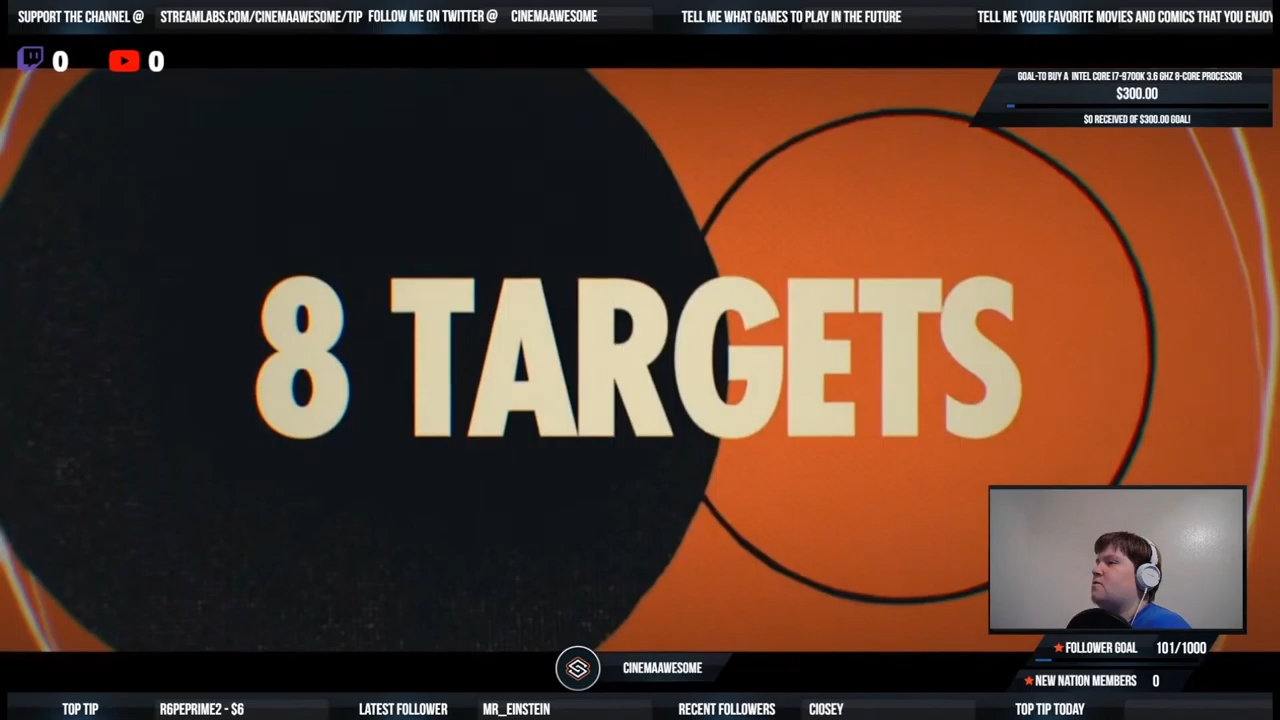 SUPPORT THE CHANNEL @ STREAMLABS.COM/CINEMAAWESOME/TIP FOLLOW ME ON TWITTER @ CINEMAAWESOME TELL ME WHAT GAMES TO PLAY IN THE FUTURE TELL ME YOUR FAVORITE MOVIES AND COMICS THAT YOU ENJOY
0 0
GOAL-TO BUY A INTEL CORE I7-9700K 3.6 GHZ 8-CORE PROCESSOR
$300.00
$0 RECEIVED OF $300.00 GOAL!
8 TARGETS
FOLLOWER GOAL 101/1000
CINEMAAWESOME
NEW NATION MEMBERS 0
TOP TIP R6PEPRIME2 - $6 LATEST FOLLOWER MR_EINSTEIN RECENT FOLLOWERS CIOSEY TOP TIP TODAY